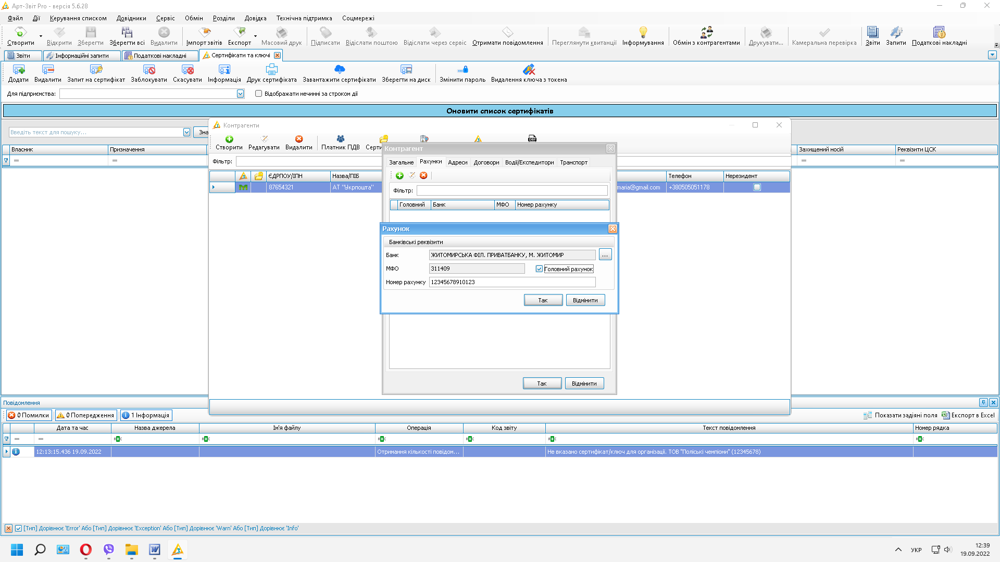 Арт-Звіт Pro - версія 5.6.28
Файл Дії Керування списком Довідники Сервіс Обмін Розділи Довідка Технічна підтримка Соцмережі
Створити Відкрити Зберегти Зберегти всі Видалити Імпорт звітів Експорт Масовий друк Підписати Відіслати поштою Відіслати через сервіс Отримати повідомлення Переглянути квитанції Інформування Обмін з контрагентами Друкувати... Камеральна перевірка Звіти Запити Податкові накладні
Звіти Інформаційні запити Податкові накладні Сертифікати та ключі
Додати Видалити Запит на сертифікат Заблокувати Скасувати Інформація Друк сертифіката Завантажити сертифікати Зберегти на диск Змінити пароль Видалення ключа з токена
Для підприємства: Відображати нечинні за строком дії
Оновити список сертифікатів
Введіть текст для пошуку... Зна
Власник Призначення Захищений носій Реквізити ЦСК
= = = =
Контрагенти
Створити Редагувати Видалити Платник ПДВ Серти
DBF
Фільтр:
ЄДРПОУ/ІПН Назва/ПІБ Телефон Нерезидент
87654321 АТ "Укрпошта" maria@gmail.com +380505051178
Контрагент
Загальне Рахунки Адреси Договори Водії/Експедитори Транспорт
Фільтр:
Головний Банк МФО Номер рахунку
Рахунок
Банківські реквізити
Банк ЖИТОМИРСЬКА ФІЛ. ПРИВАТБАНКУ, М. ЖИТОМИР ...
МФО 311409 Головний рахунок
Номер рахунку 12345678910123
Так Відмінити
Так Відмінити
Повідомлення
0 Помилки 0 Попередження 1 Інформація Показати задіяні поля Експорт в Excel
Дата та час Назва джерела Ім'я файлу Операція Код звіту Текст повідомлення Номер рядка
= = ABC ABC ABC ABC ABC ABC
12:13:15.436 19.09.2022 Отримання кількості повідом... Не вказано сертифікат/ключ для організації. ТОВ "Поліські чемпіони" (12345678)
[Тип] Дорівнює 'Error' Або [Тип] Дорівнює 'Exception' Або [Тип] Дорівнює 'Warn' Або [Тип] Дорівнює 'Info'
УКР 12:39
19.09.2022